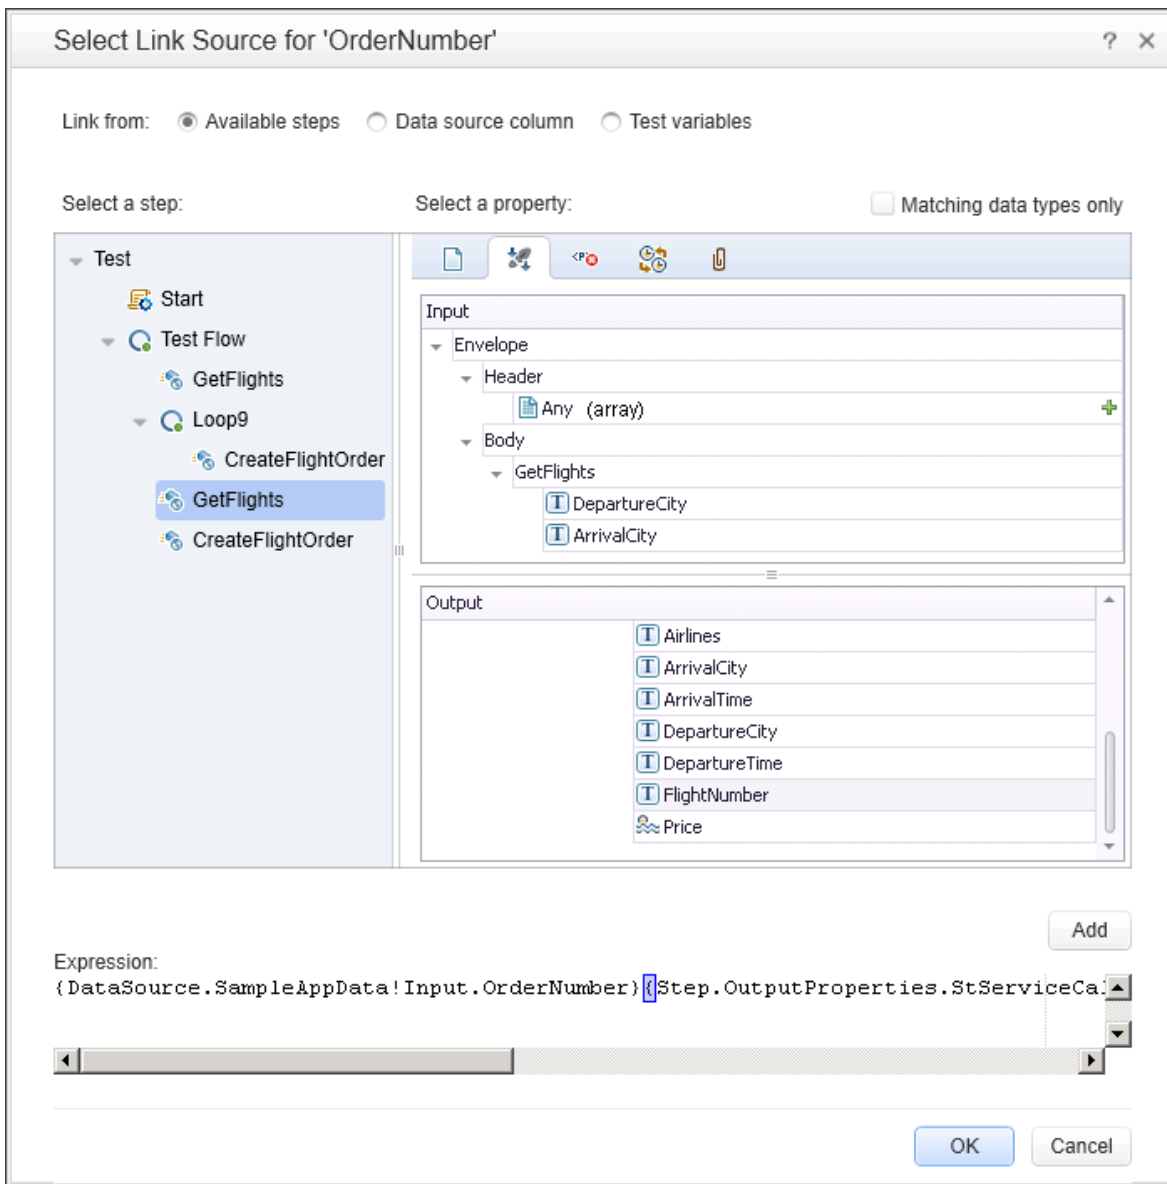 Select Link Source for 'OrderNumber'
?
Link from: Available steps Data source column Test variables
Select a step: Select a property: Matching data types only
Test
Start
Test Flow
GetFlights
Loop9
CreateFlightOrder
GetFlights
CreateFlightOrder
<P>
Input
Envelope
Header
Any (array)
Body
GetFlights
T DepartureCity
T ArrivalCity
Output
T Airlines
T ArrivalCity
T ArrivalTime
T DepartureCity
T DepartureTime
T FlightNumber
Price
Add
Expression:
{DataSource.SampleAppData!Input.OrderNumber}{Step.OutputProperties.StServiceCal
OK Cancel